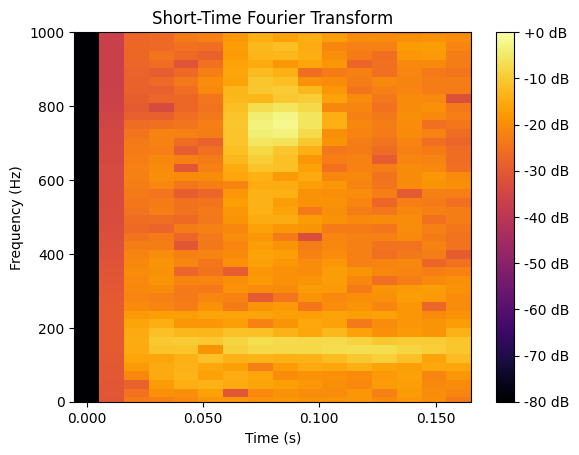 Short-Time Fourier Transform
Frequency (Hz)
1000
800
600
400
200
0
0.000
0.050
0.100
0.150
Time (s)
+0 dB
-10 dB
-20 dB
-30 dB
-40 dB
-50 dB
-60 dB
-70 dB
-80 dB